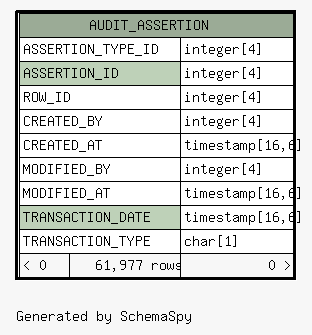 AUDIT_ASSERTION
ASSERTION_TYPE_ID integer[4]
ASSERTION_ID integer[4]
ROW_ID integer[4]
CREATED_BY integer[4]
CREATED_AT timestamp[16,6]
MODIFIED_BY integer[4]
MODIFIED_AT timestamp[16,6]
TRANSACTION_DATE timestamp[16,6]
TRANSACTION_TYPE char[1]
< 0 61,977 rows 0 >
Generated by SchemaSpy